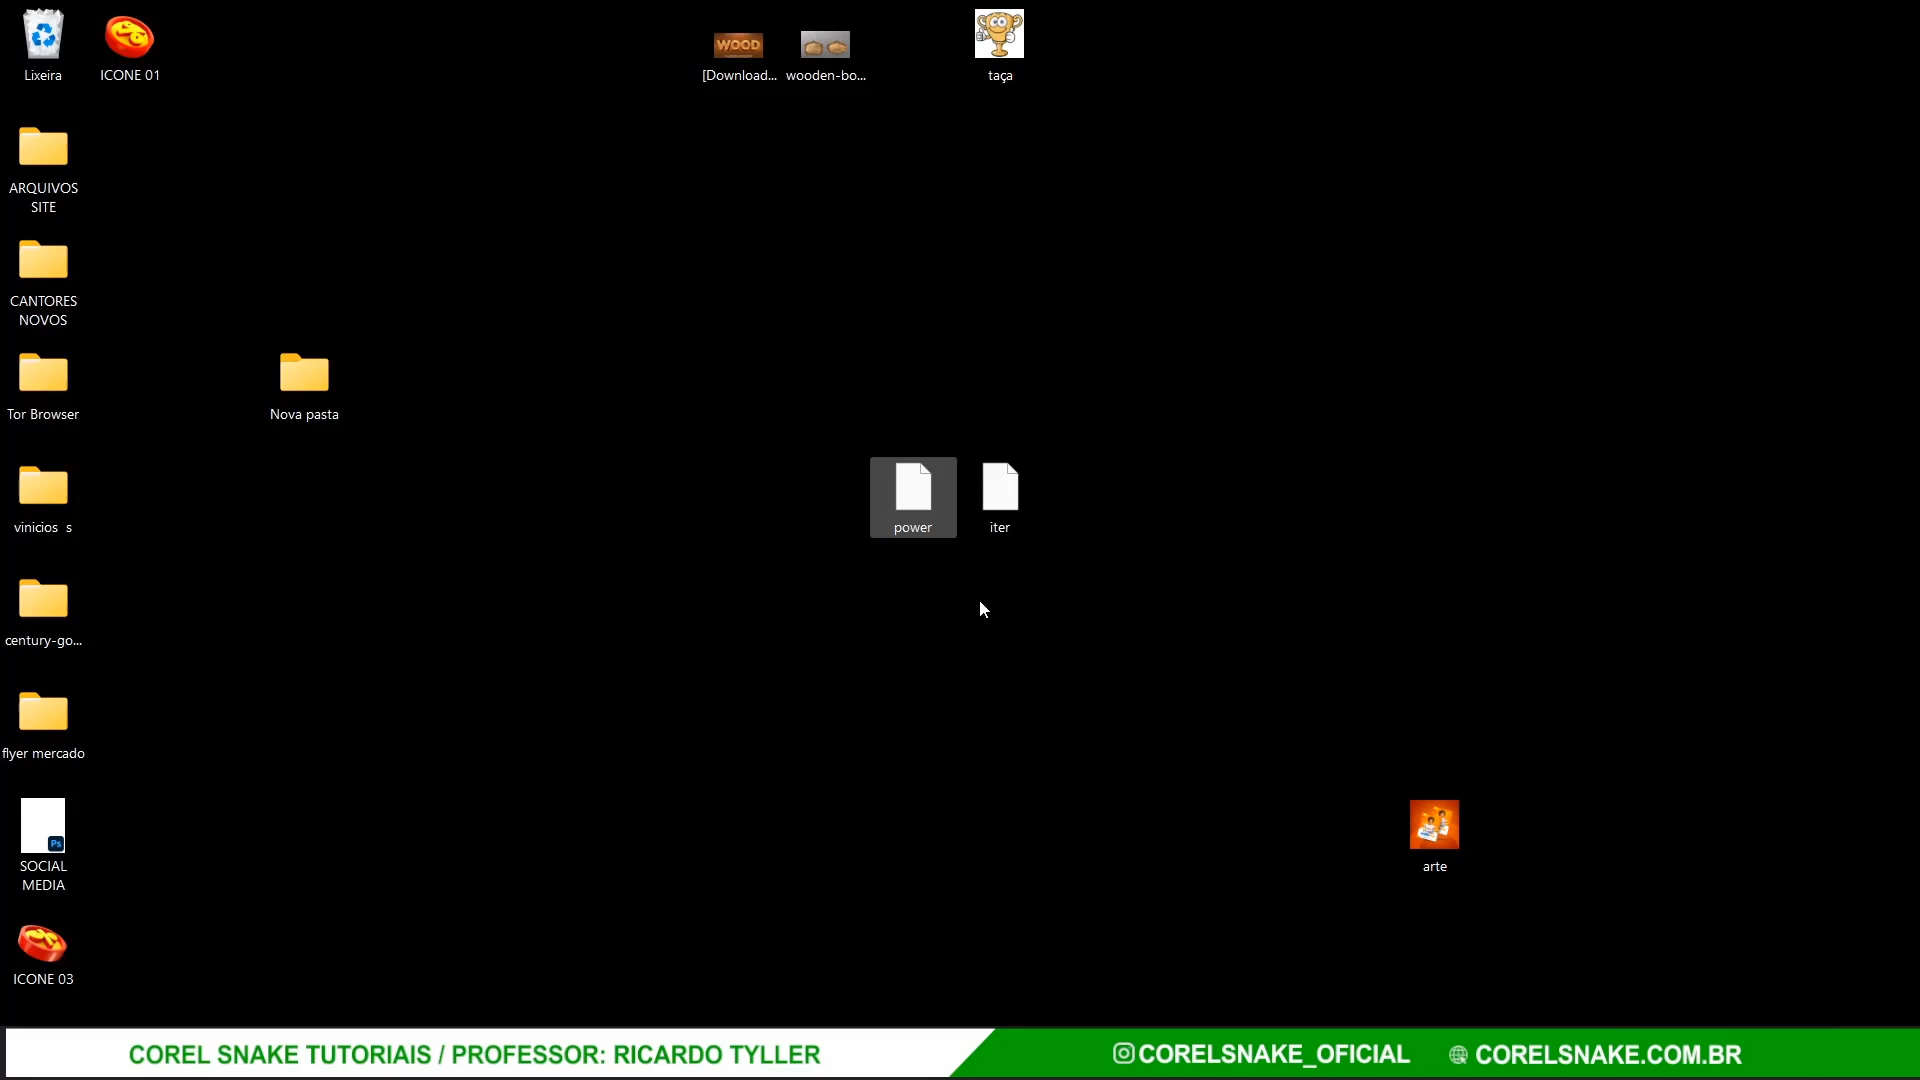 Lixeira
ICONE 01
WOOD
[Download...
wooden-bo...
taça
ARQUIVOS
SITE
CANTORES
NOVOS
Tor Browser
Nova pasta
vinicios s
power
iter
century-go...
flyer mercado
Ps
SOCIAL
MEDIA
arte
ICONE 03
COREL SNAKE TUTORIAIS / PROFESSOR: RICARDO TYLLER
CORELSNAKE_OFICIAL
CORELSNAKE.COM.BR